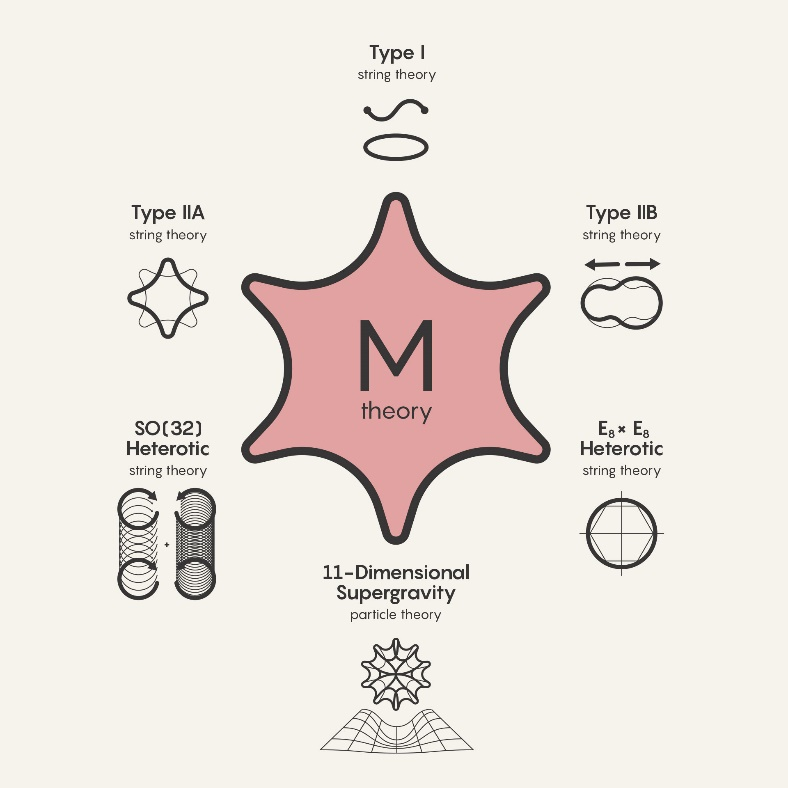 Type I
string theory
Type IIA
string theory
Type IIB
string theory
M
theory
SO(32)
Heterotic
string theory
+
E₈× E₈
Heterotic
string theory
11-Dimensional
Supergravity
particle theory